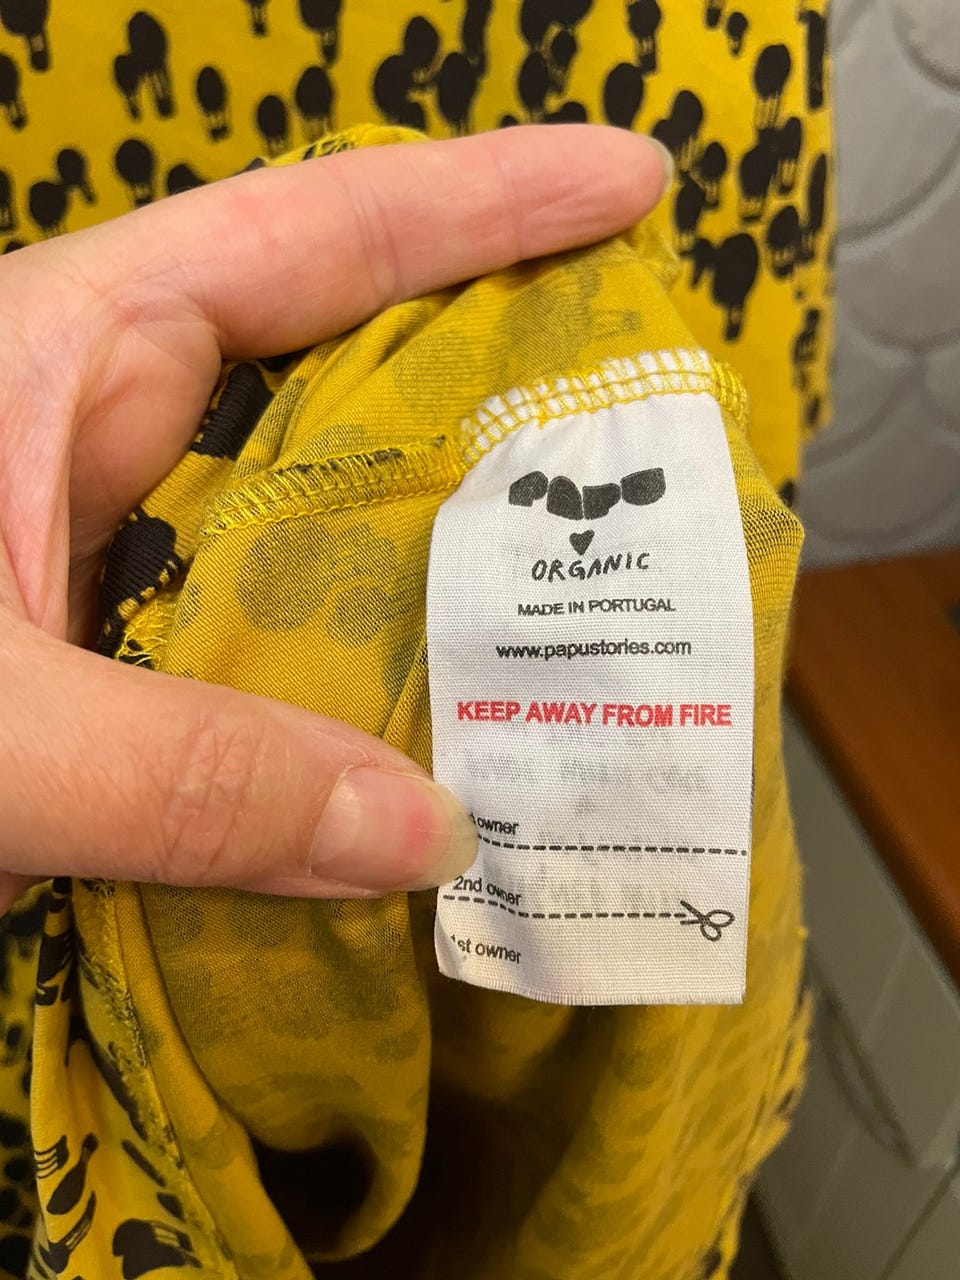 PAPU
ORGANIC
MADE IN PORTUGAL
www.papustories.com
KEEP AWAY FROM FIRE
owner
2nd owner
1st owner